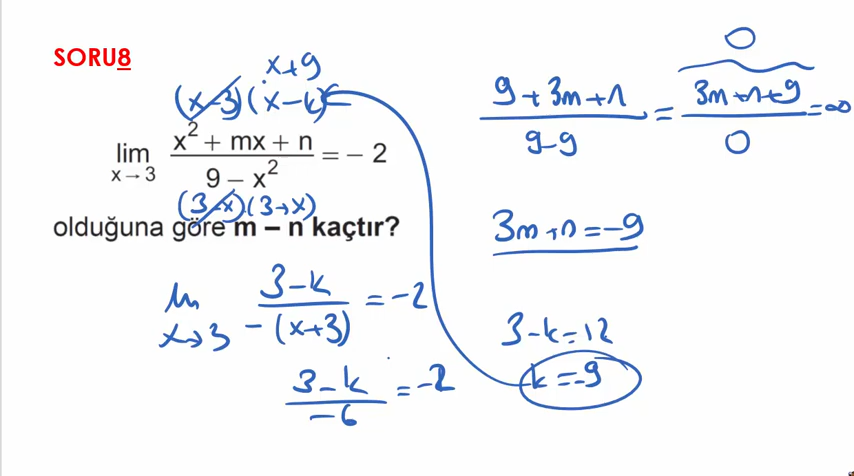 SORU8
x+9
(x-3)(x-k)
lim x→3 (x² + mx + n)/(9 - x²) = - 2
(3-x)(3+x)
olduğuna göre m – n kaçtır?
lim x→3 (3-k)/(-(x+3)) = -2
(3-k)/(-6) = -2
(9+3m+n)/(9-9) = (3m+n+9)/0 = ∞
0
3m+n=-9
3-k=12
k=-9